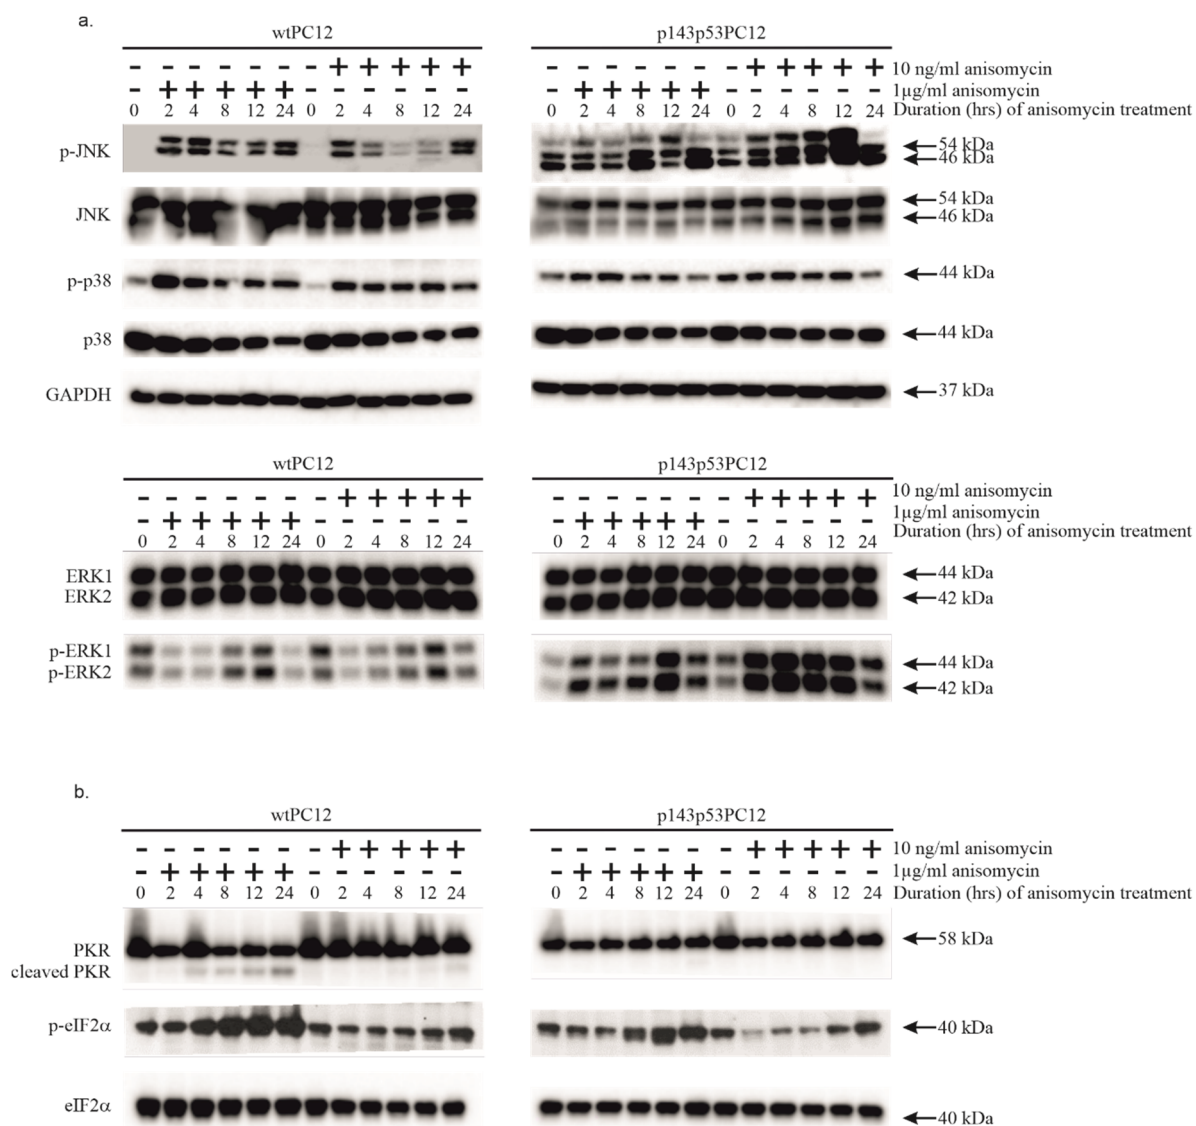 a.
wtPC12 p143p53PC12
- - - - - - - + + + + + - - - - - - - + + + + + 10 ng/ml anisomycin
- + + + + + - - - - - - - + + + + + - - - - - - 1µg/ml anisomycin
0 2 4 8 12 24 0 2 4 8 12 24 0 2 4 8 12 24 0 2 4 8 12 24 Duration (hrs) of anisomycin treatment
p-JNK 54 kDa
46 kDa
JNK 54 kDa
46 kDa
p-p38 44 kDa
p38 44 kDa
GAPDH 37 kDa
wtPC12 p143p53PC12
- - - - - - - + + + + + - - - - - - - + + + + + 10 ng/ml anisomycin
- + + + + + - - - - - - - + + + + + - - - - - - 1µg/ml anisomycin
0 2 4 8 12 24 0 2 4 8 12 24 0 2 4 8 12 24 0 2 4 8 12 24 Duration (hrs) of anisomycin treatment
ERK1 44 kDa
ERK2 42 kDa
p-ERK1 44 kDa
p-ERK2 42 kDa
b.
wtPC12 p143p53PC12
- - - - - - - + + + + + - - - - - - - + + + + + 10 ng/ml anisomycin
- + + + + + - - - - - - - + + + + + - - - - - - 1µg/ml anisomycin
0 2 4 8 12 24 0 2 4 8 12 24 0 2 4 8 12 24 0 2 4 8 12 24 Duration (hrs) of anisomycin treatment
PKR 58 kDa
cleaved PKR
p-eIF2α 40 kDa
eIF2α 40 kDa